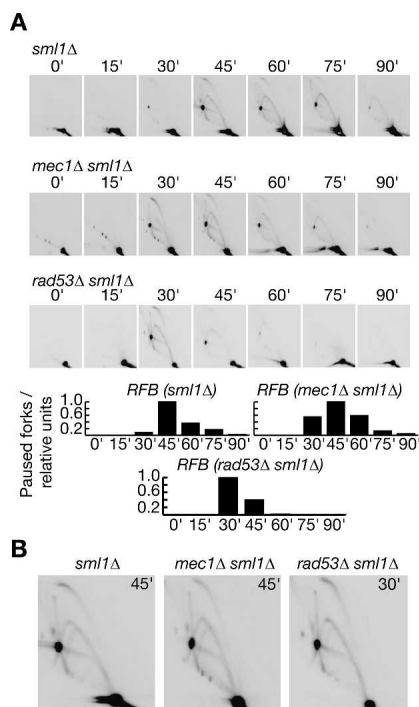 A
sml1Δ
0' 15' 30' 45' 60' 75' 90'
mec1Δ sml1Δ
0' 15' 30' 45' 60' 75' 90'
rad53Δ sml1Δ
0' 15' 30' 45' 60' 75' 90'
Paused forks /
relative units
RFB (sml1Δ)
1.0
0.6
0.2
0' 15' 30' 45' 60' 75' 90'
RFB (mec1Δ sml1Δ)
0' 15' 30' 45' 60' 75' 90'
RFB (rad53Δ sml1Δ)
1.0
0.6
0.2
0' 15' 30' 45' 60' 75' 90'
B
sml1Δ mec1Δ sml1Δ rad53Δ sml1Δ
45' 45' 30'